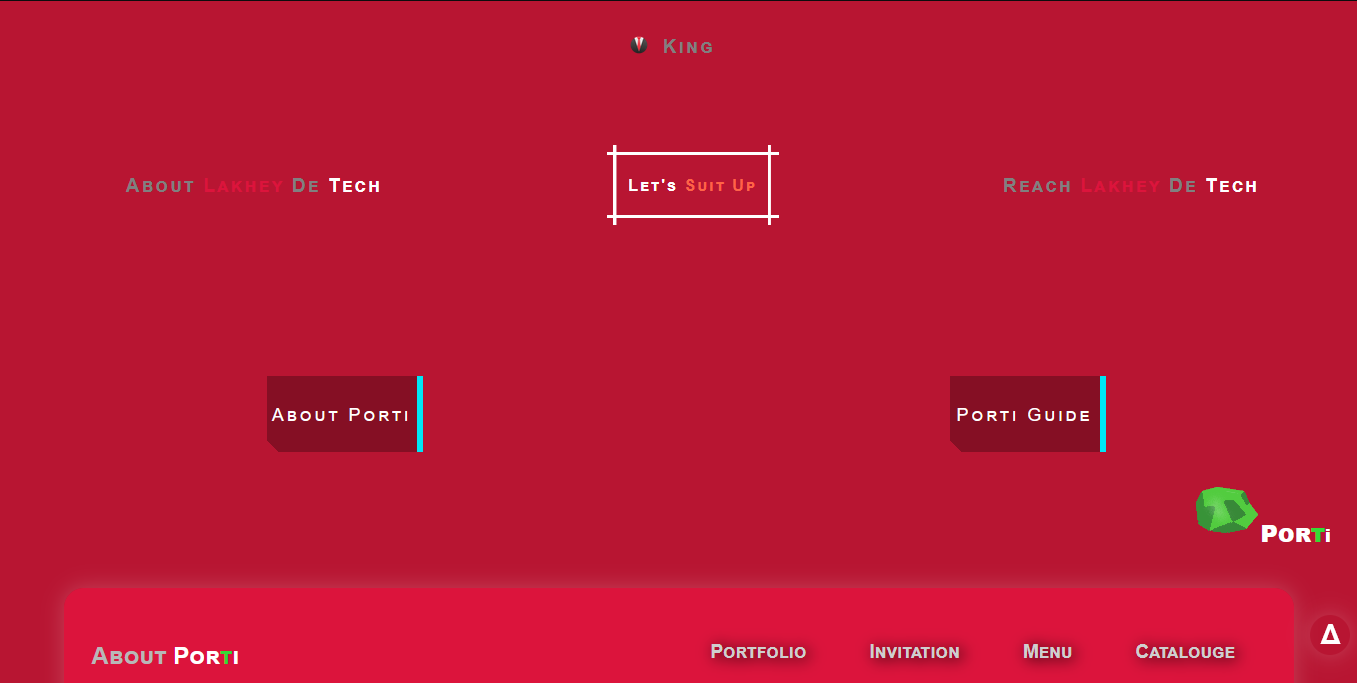 King
About Lakhey De Tech
Let's Suit Up
Reach Lakhey De Tech
About Porti
Porti Guide
PORTi
About PORTI
Portfolio
Invitation
Menu
Catalouge
Δ